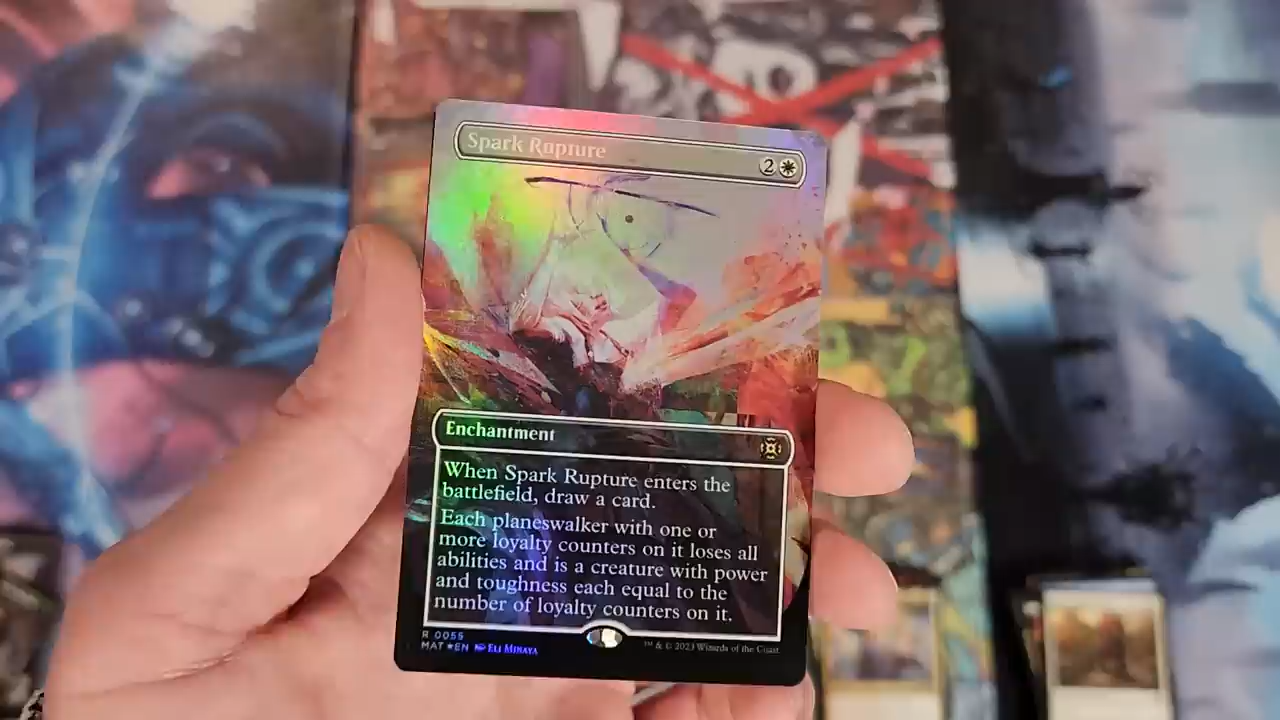 Spark Rupture
2
Enchantment
When Spark Rupture enters the
battlefield, draw a card.
Each planeswalker with one or
more loyalty counters on it loses all
abilities and is a creature with power
and toughness each equal to the
number of loyalty counters on it.
R 0055
MAT ★ EN ELI MINAYA
™ & © 2023 Wizards of the Coast